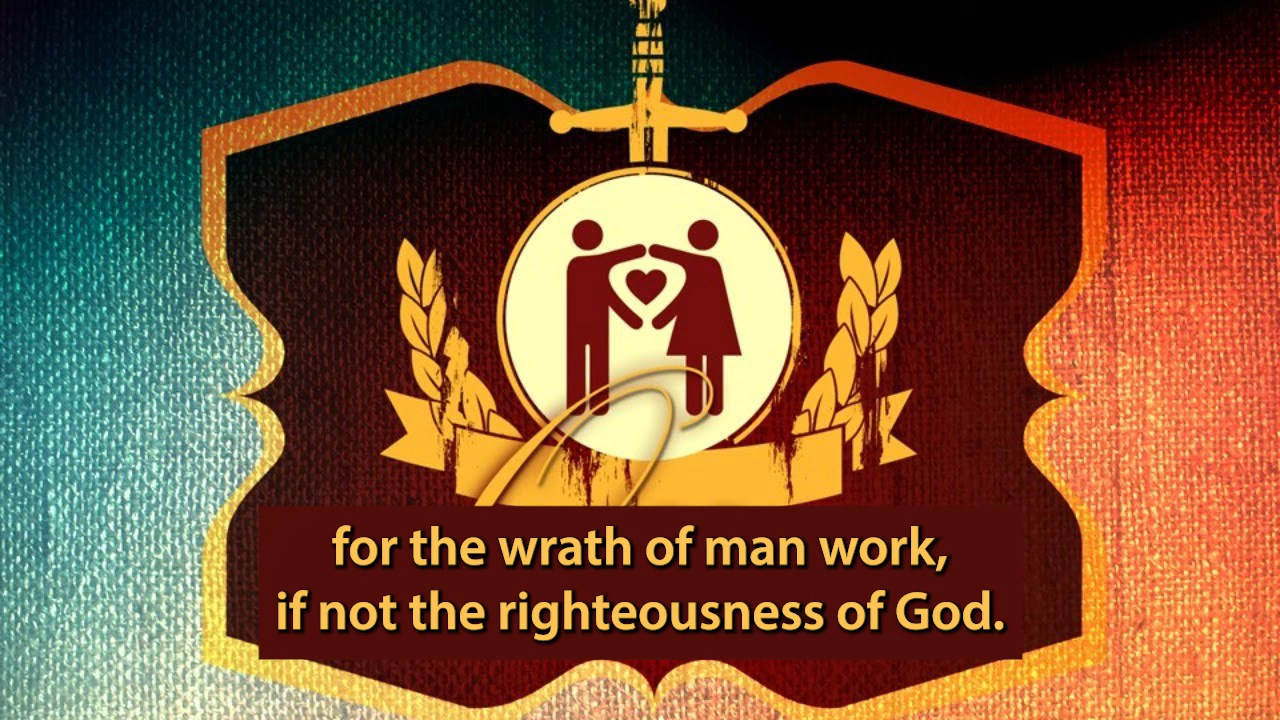 for the wrath of man work,
if not the righteousness of God.